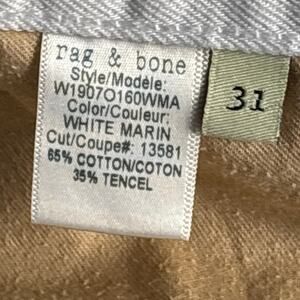 rag & bone
Style/Modèle:
W1907O160WMA
Color/Couleur:
WHITE MARIN
Cut/Coupe#: 13581
65% COTTON/COTON
35% TENCEL
31